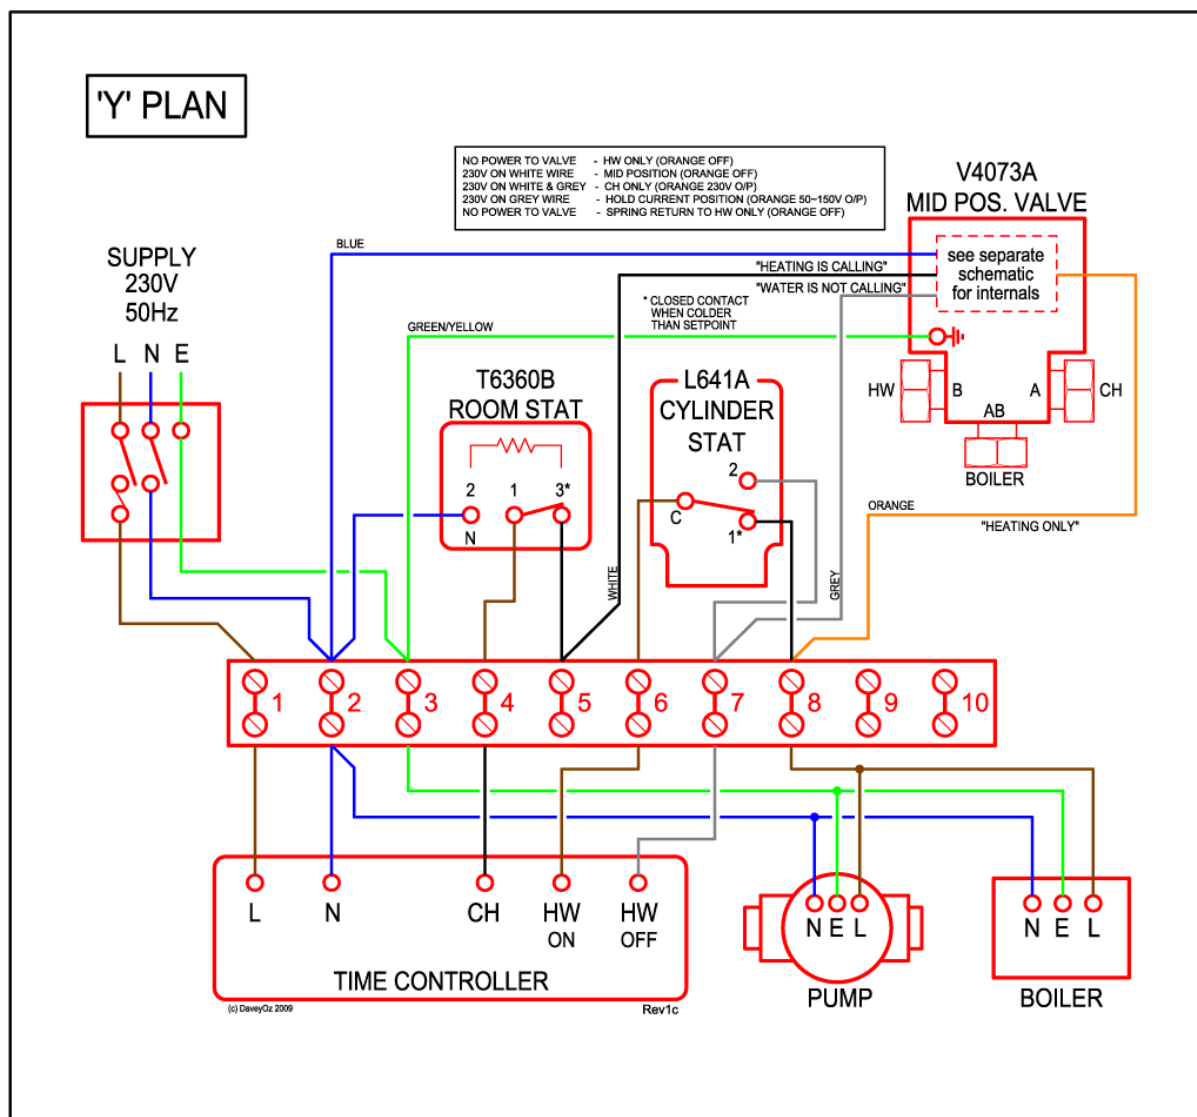 'Y' PLAN
NO POWER TO VALVE - HW ONLY (ORANGE OFF)
230V ON WHITE WIRE - MID POSITION (ORANGE OFF)
230V ON WHITE & GREY - CH ONLY (ORANGE 230V O/P)
230V ON GREY WIRE - HOLD CURRENT POSITION (ORANGE 50~150V O/P)
NO POWER TO VALVE - SPRING RETURN TO HW ONLY (ORANGE OFF)
V4073A
MID POS. VALVE
see separate
schematic
for internals
SUPPLY
230V
50Hz
L N E
BLUE
"HEATING IS CALLING"
"WATER IS NOT CALLING"
* CLOSED CONTACT
WHEN COLDER
THAN SETPOINT
GREEN/YELLOW
HW B AB A CH
BOILER
T6360B
ROOM STAT
2 1 3*
N
L641A
CYLINDER
STAT
2
C
1*
ORANGE
"HEATING ONLY"
WHITE
GREY
1 2 3 4 5 6 7 8 9 10
L N CH HW ON HW OFF
TIME CONTROLLER
(c) DaveyOz 2009
Rev1c
N E L
PUMP
N E L
BOILER